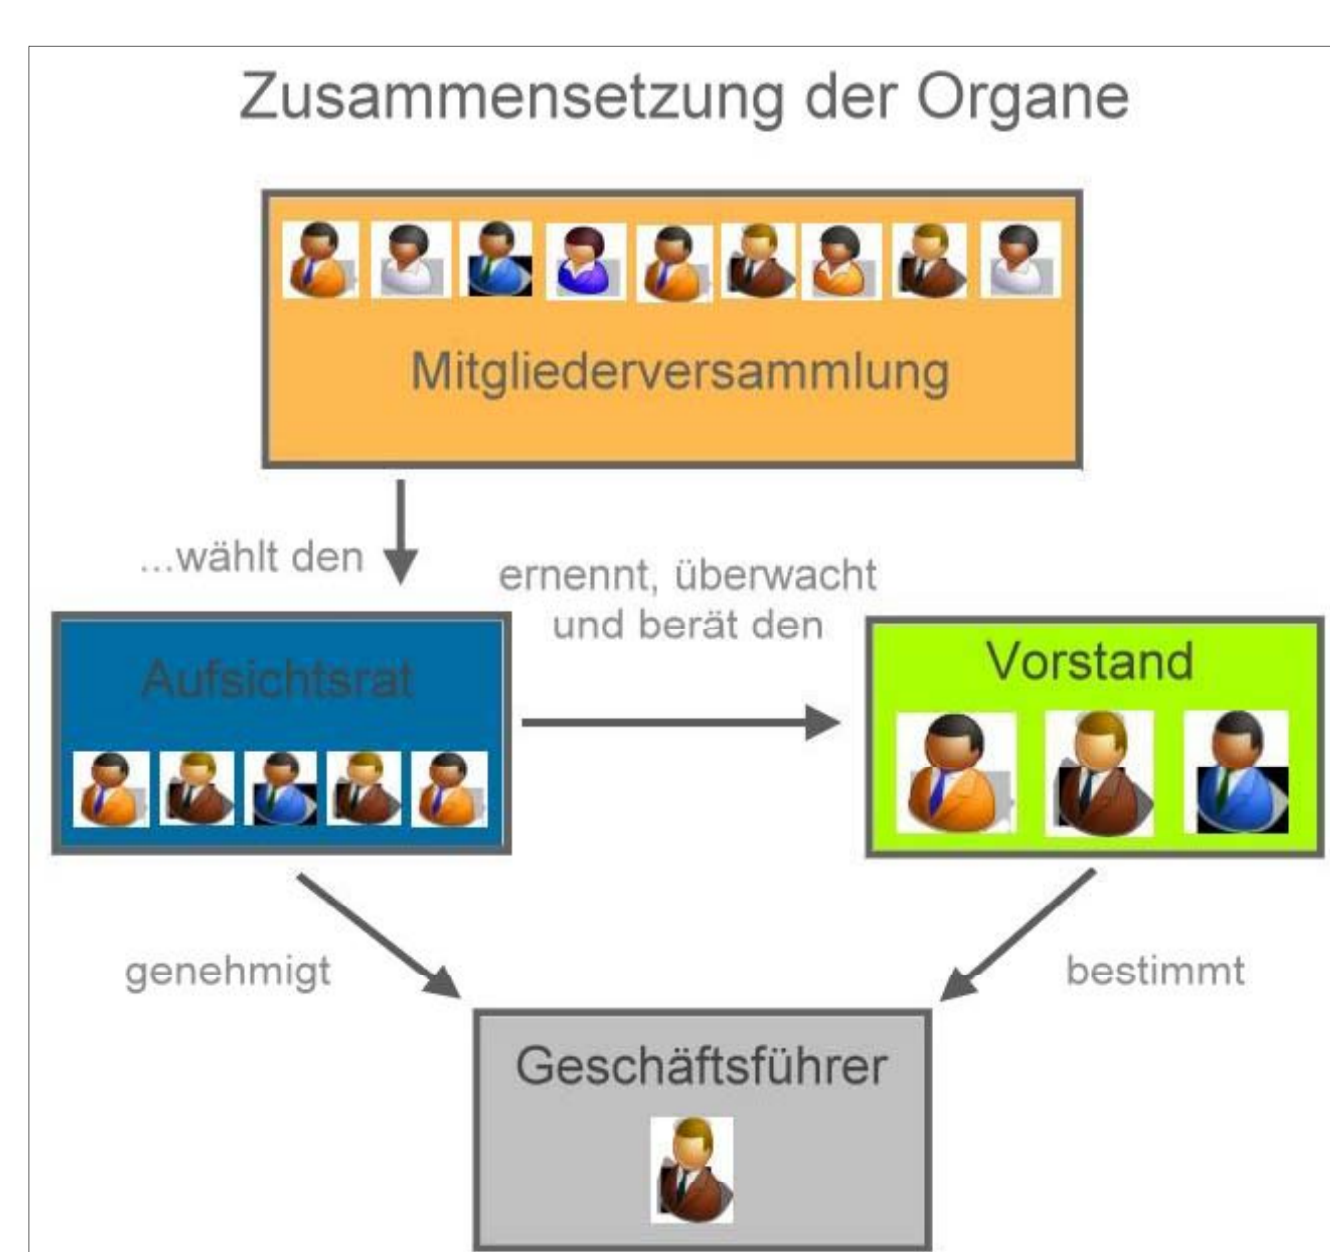 Zusammensetzung der Organe
Mitgliederversammlung
...wählt den
ernennt, überwacht
und berät den
Aufsichtsrat
Vorstand
genehmigt
bestimmt
Geschäftsführer